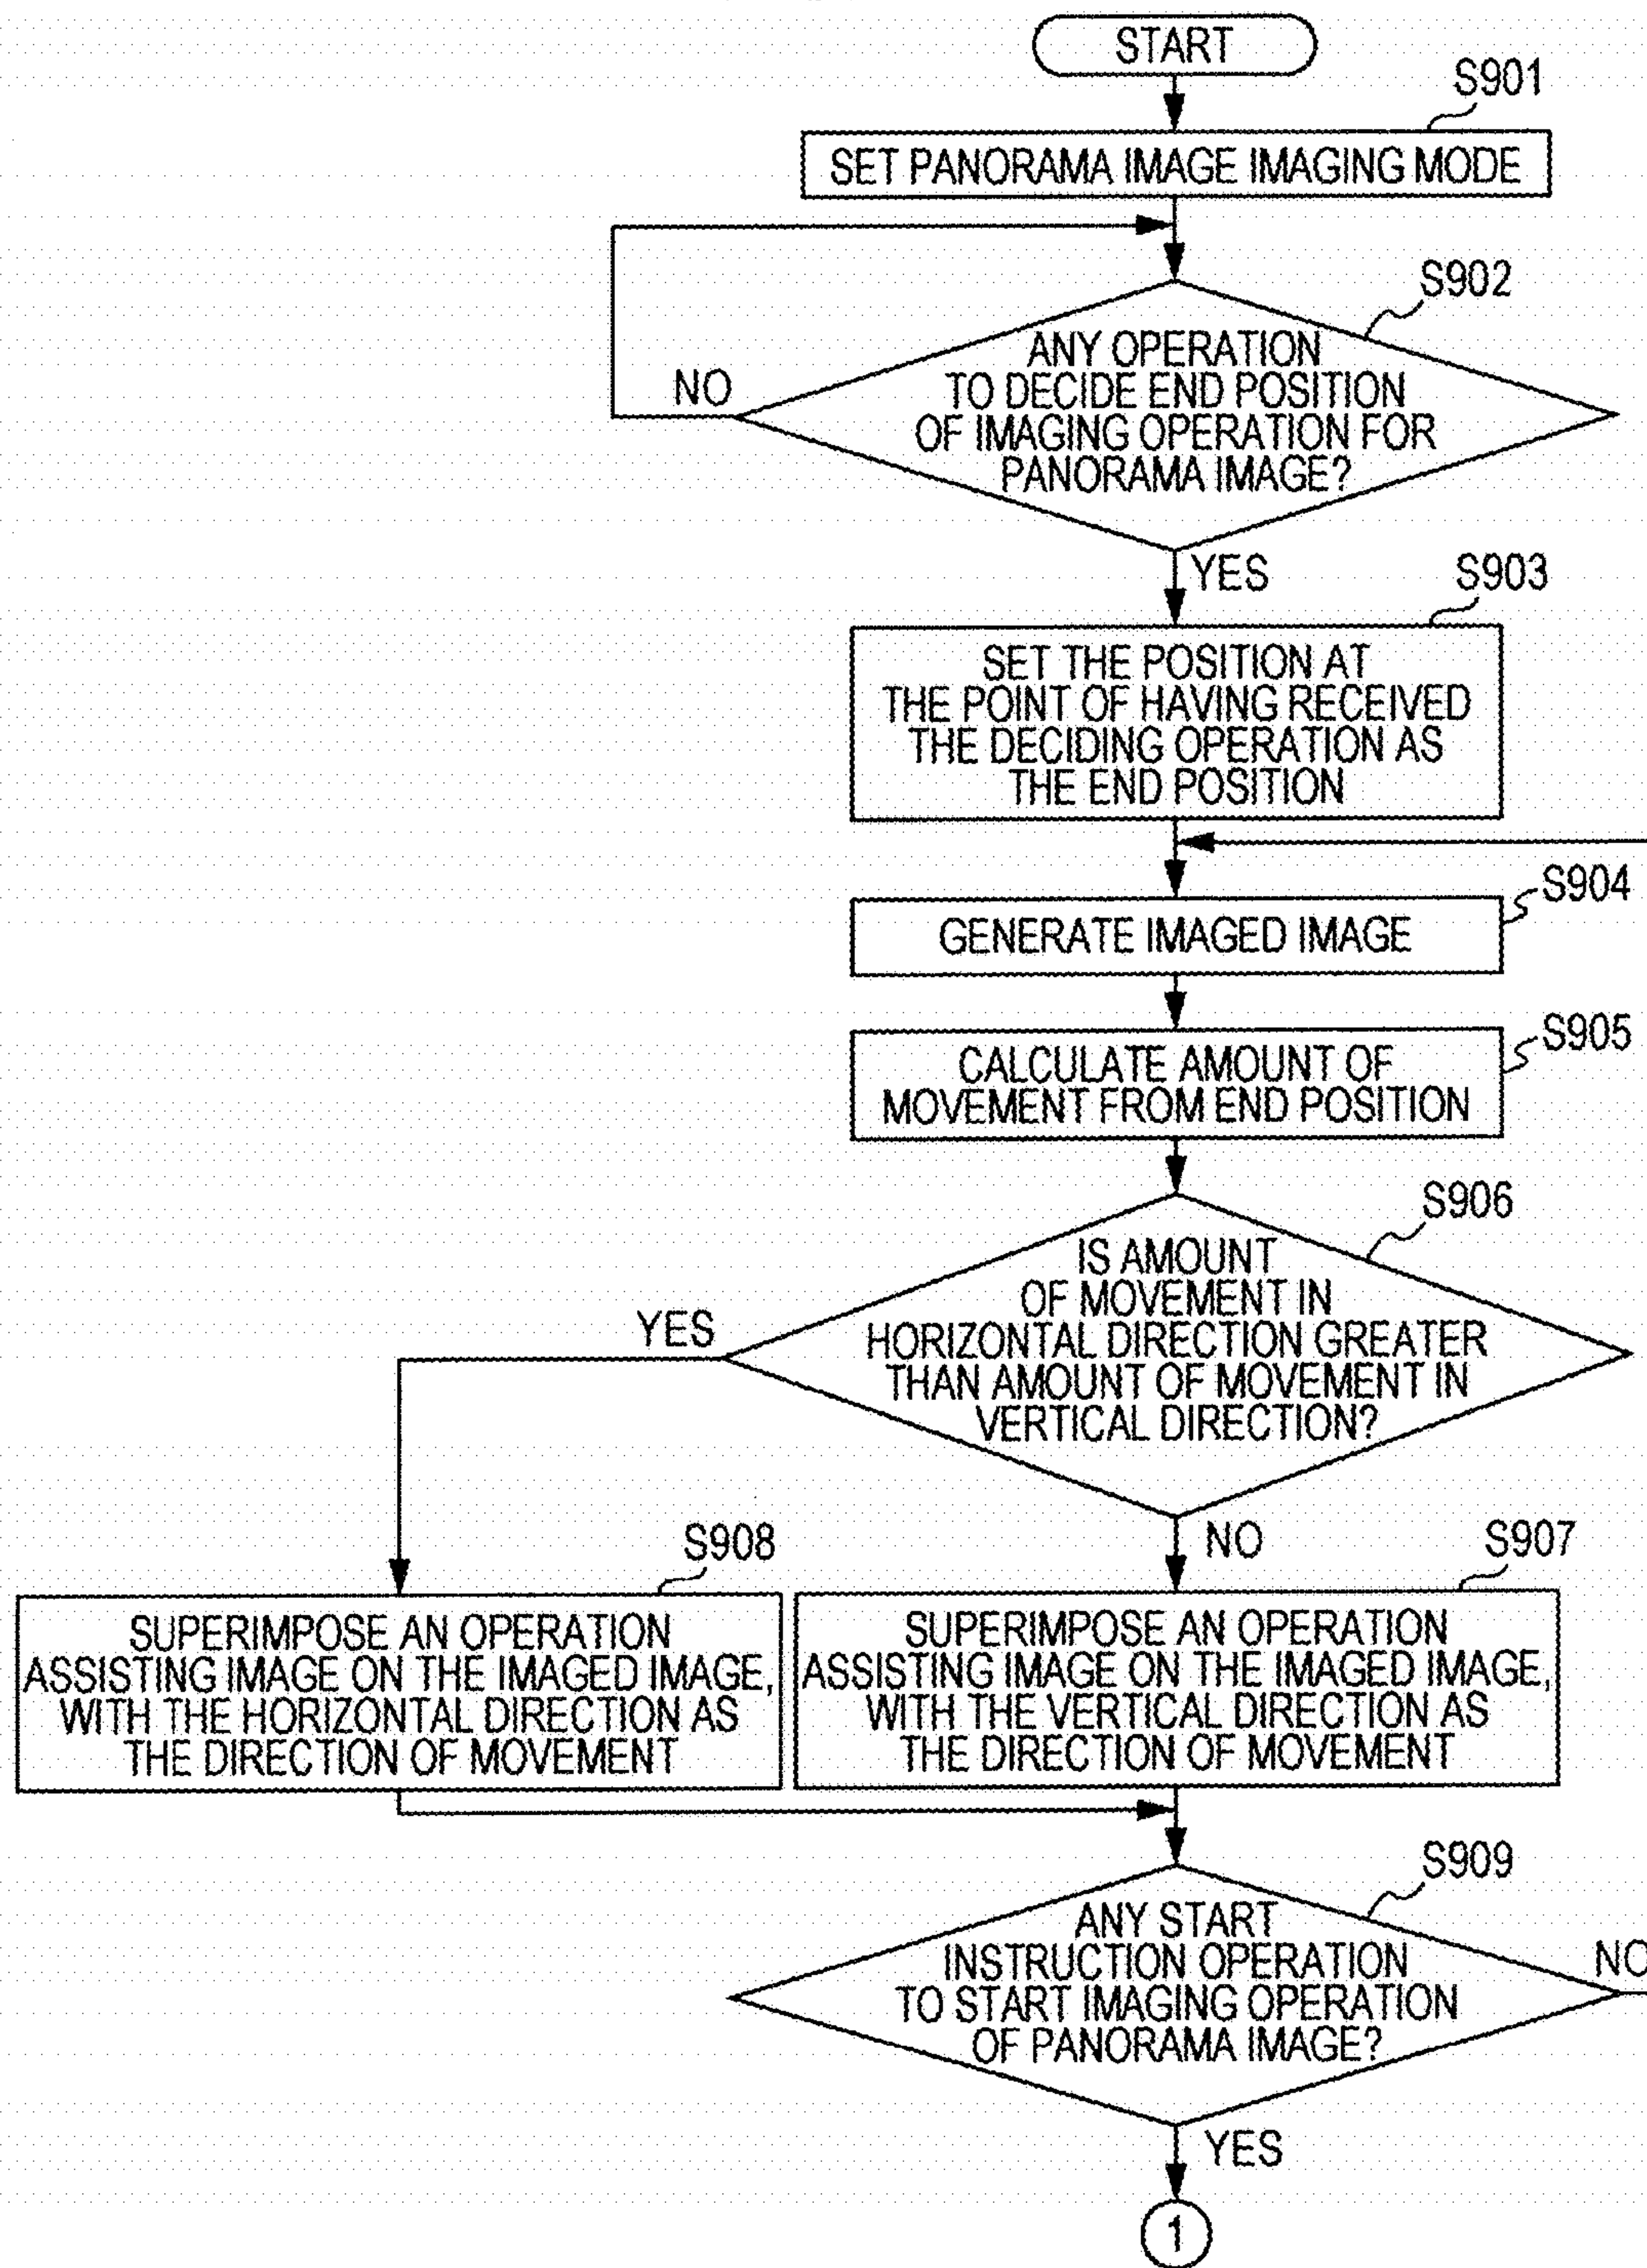 START
S901
SET PANORAMA IMAGE IMAGING MODE
S902
ANY OPERATION
TO DECIDE END POSITION
OF IMAGING OPERATION FOR
PANORAMA IMAGE?
NO
YES
S903
SET THE POSITION AT
THE POINT OF HAVING RECEIVED
THE DECIDING OPERATION AS
THE END POSITION
S904
GENERATE IMAGED IMAGE
S905
CALCULATE AMOUNT OF
MOVEMENT FROM END POSITION
S906
IS AMOUNT
OF MOVEMENT IN
HORIZONTAL DIRECTION GREATER
THAN AMOUNT OF MOVEMENT IN
VERTICAL DIRECTION?
YES
NO
S908
SUPERIMPOSE AN OPERATION
ASSISTING IMAGE ON THE IMAGED IMAGE,
WITH THE HORIZONTAL DIRECTION AS
THE DIRECTION OF MOVEMENT
S907
SUPERIMPOSE AN OPERATION
ASSISTING IMAGE ON THE IMAGED IMAGE,
WITH THE VERTICAL DIRECTION AS
THE DIRECTION OF MOVEMENT
S909
ANY START
INSTRUCTION OPERATION
TO START IMAGING OPERATION
OF PANORAMA IMAGE?
NO
YES
1